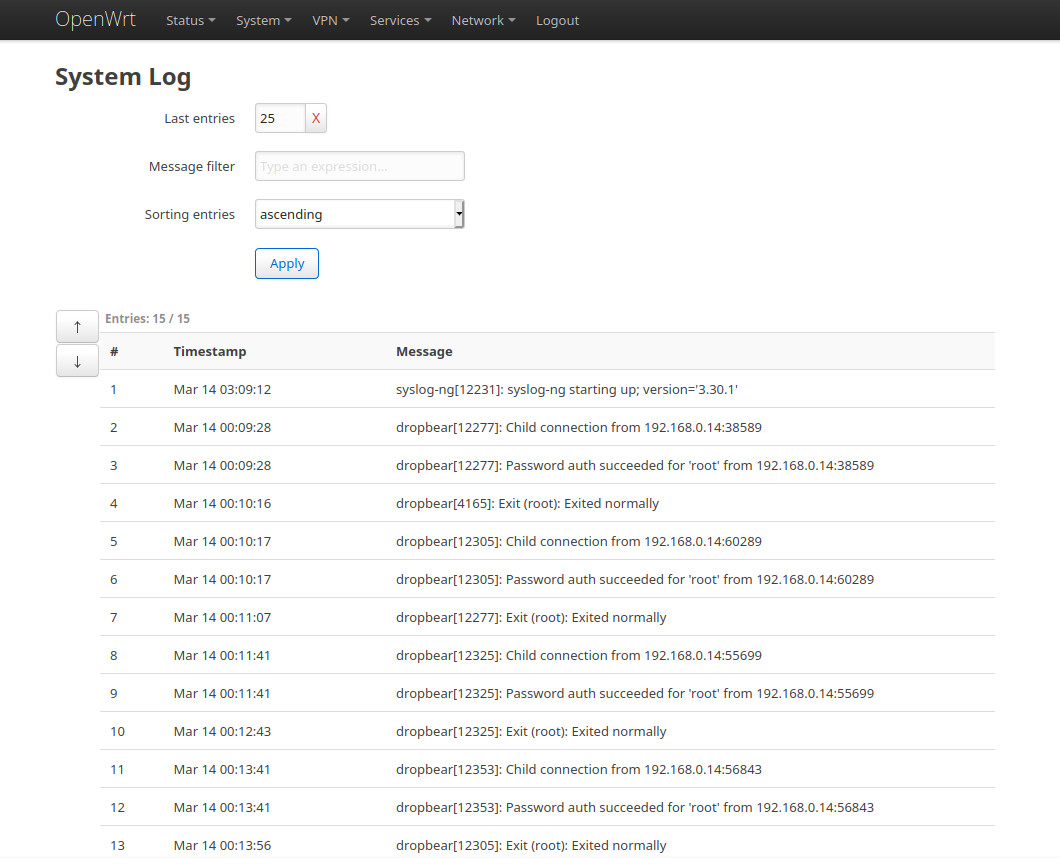 OpenWrt Status System VPN Services Network Logout
System Log
Last entries 25 X
Message filter Type an expression...
Sorting entries ascending
Apply
↑ Entries: 15 / 15
↓ # Timestamp Message
1 Mar 14 03:09:12 syslog-ng[12231]: syslog-ng starting up; version='3.30.1'
2 Mar 14 00:09:28 dropbear[12277]: Child connection from 192.168.0.14:38589
3 Mar 14 00:09:28 dropbear[12277]: Password auth succeeded for 'root' from 192.168.0.14:38589
4 Mar 14 00:10:16 dropbear[4165]: Exit (root): Exited normally
5 Mar 14 00:10:17 dropbear[12305]: Child connection from 192.168.0.14:60289
6 Mar 14 00:10:17 dropbear[12305]: Password auth succeeded for 'root' from 192.168.0.14:60289
7 Mar 14 00:11:07 dropbear[12277]: Exit (root): Exited normally
8 Mar 14 00:11:41 dropbear[12325]: Child connection from 192.168.0.14:55699
9 Mar 14 00:11:41 dropbear[12325]: Password auth succeeded for 'root' from 192.168.0.14:55699
10 Mar 14 00:12:43 dropbear[12325]: Exit (root): Exited normally
11 Mar 14 00:13:41 dropbear[12353]: Child connection from 192.168.0.14:56843
12 Mar 14 00:13:41 dropbear[12353]: Password auth succeeded for 'root' from 192.168.0.14:56843
13 Mar 14 00:13:56 dropbear[12305]: Exit (root): Exited normally